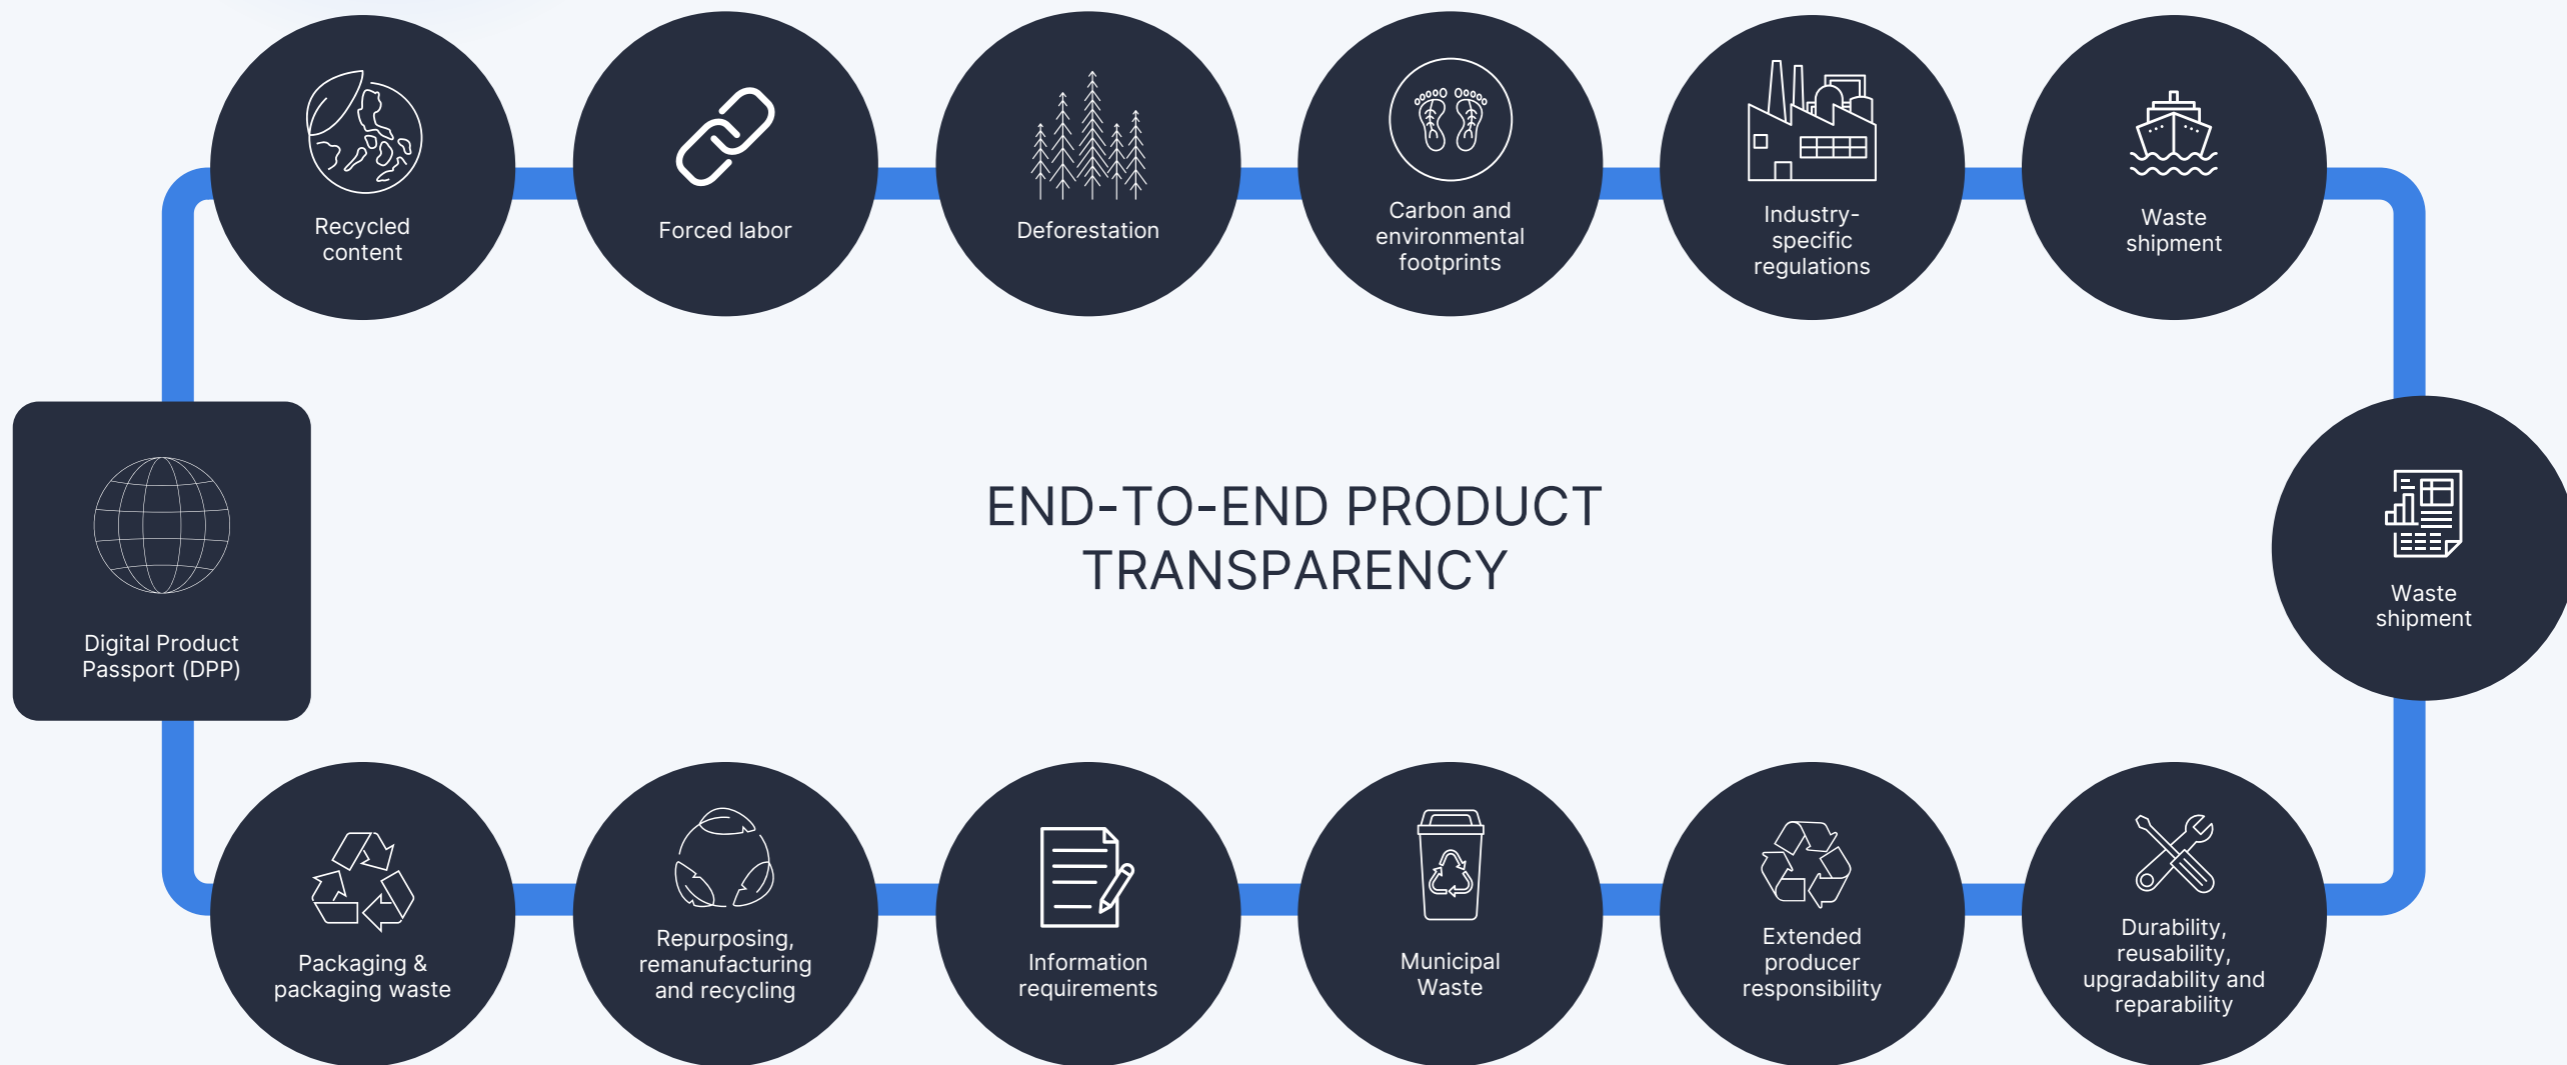 Recycled
content
Forced labor
Deforestation
Carbon and
environmental
footprints
Industry-
specific
regulations
Waste
shipment
Digital Product
Passport (DPP)
END-TO-END PRODUCT
TRANSPARENCY
Waste
shipment
Packaging &
packaging waste
Repurposing,
remanufacturing
and recycling
Information
requirements
Municipal
Waste
Extended
producer
responsibility
Durability,
reusability,
upgradability and
reparability